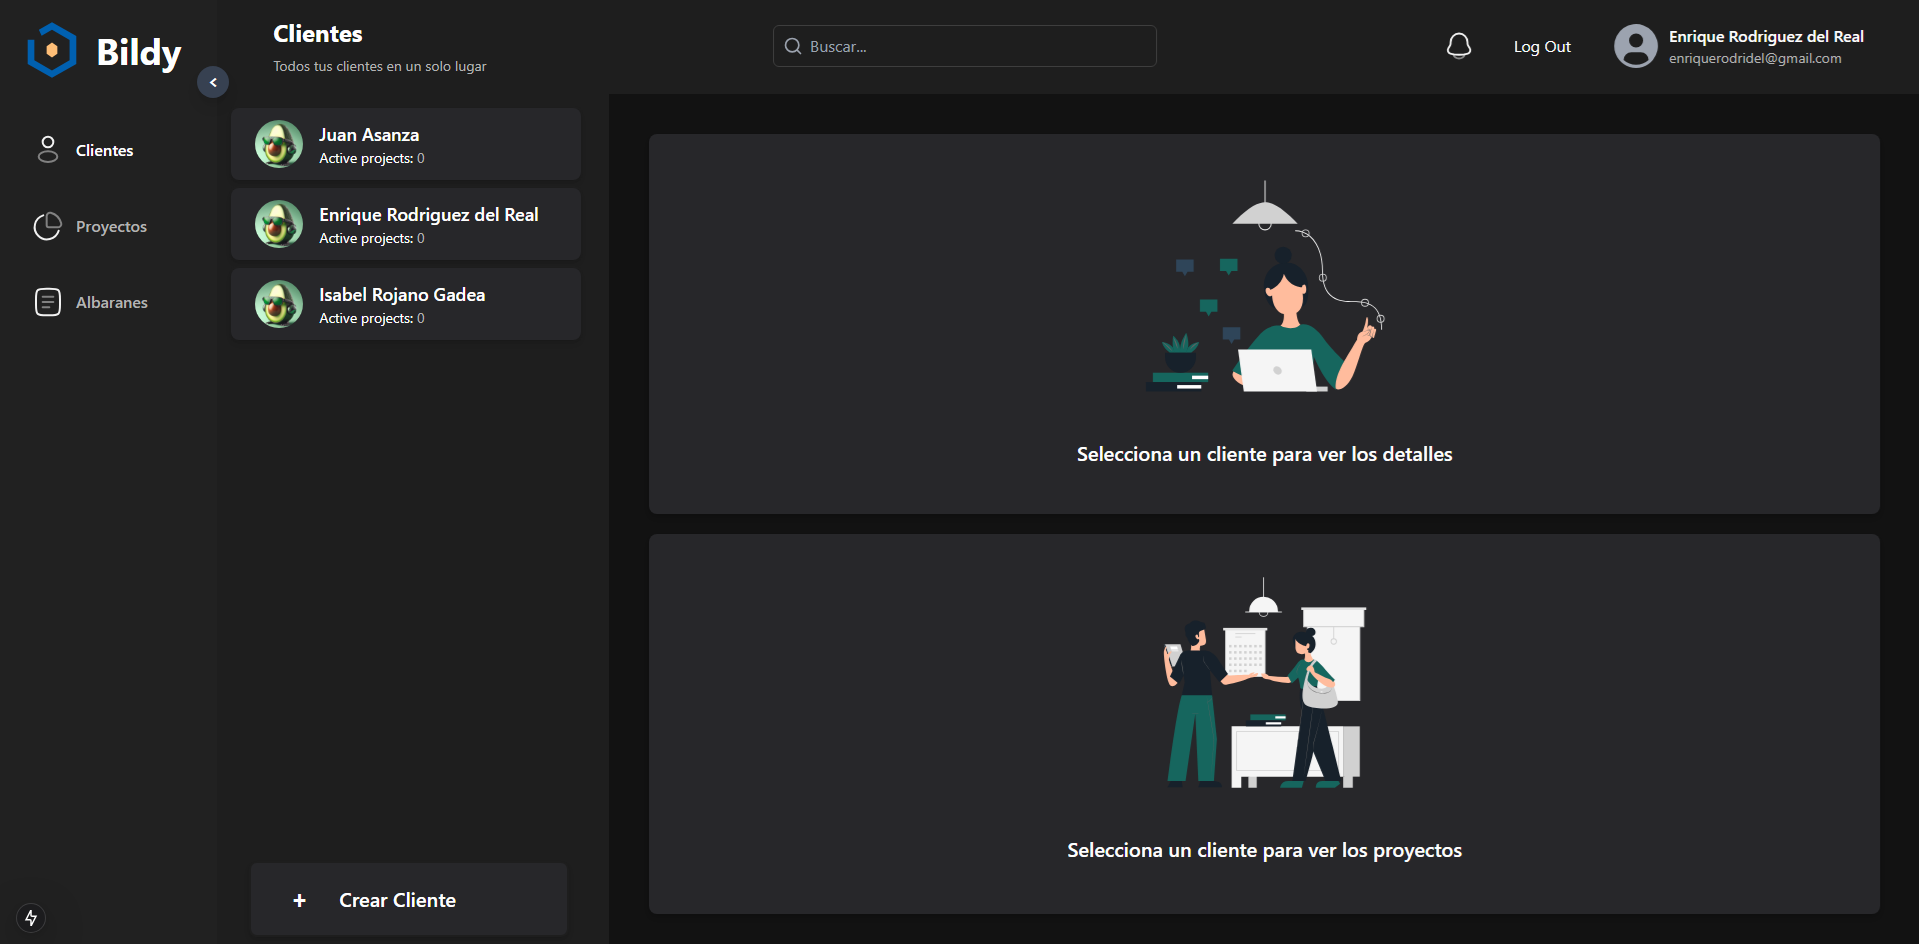 Bildy
Clientes
Proyectos
Albaranes
Clientes
Todos tus clientes en un solo lugar
Buscar...
Log Out
Enrique Rodriguez del Real
enriquerodridel@gmail.com
Juan Asanza
Active projects: 0
Enrique Rodriguez del Real
Active projects: 0
Isabel Rojano Gadea
Active projects: 0
+ Crear Cliente
Selecciona un cliente para ver los detalles
Selecciona un cliente para ver los proyectos